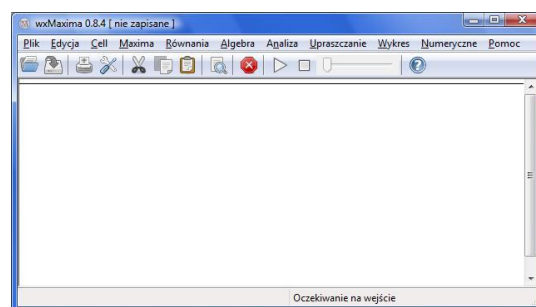 wxMaxima 0.8.4 [ nie zapisane ]
Plik Edycja Cell Maxima Równania Algebra Analiza Upraszczanie Wykres Numeryczne Pomoc
Oczekiwanie na wejście